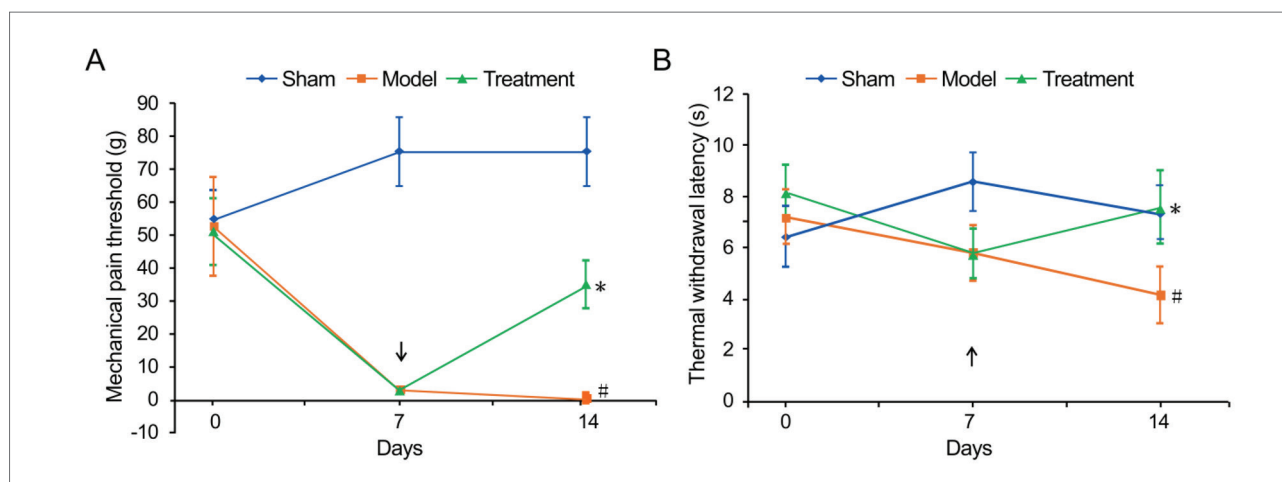 A
Sham Model Treatment
Mechanical pain threshold (g)
90
80
70
60
50
40
30
20
10
0
-10
*
#
0 7 14
Days
B
Sham Model Treatment
Thermal withdrawal latency (s)
12
10
8
6
4
2
0
*
#
0 7 14
Days